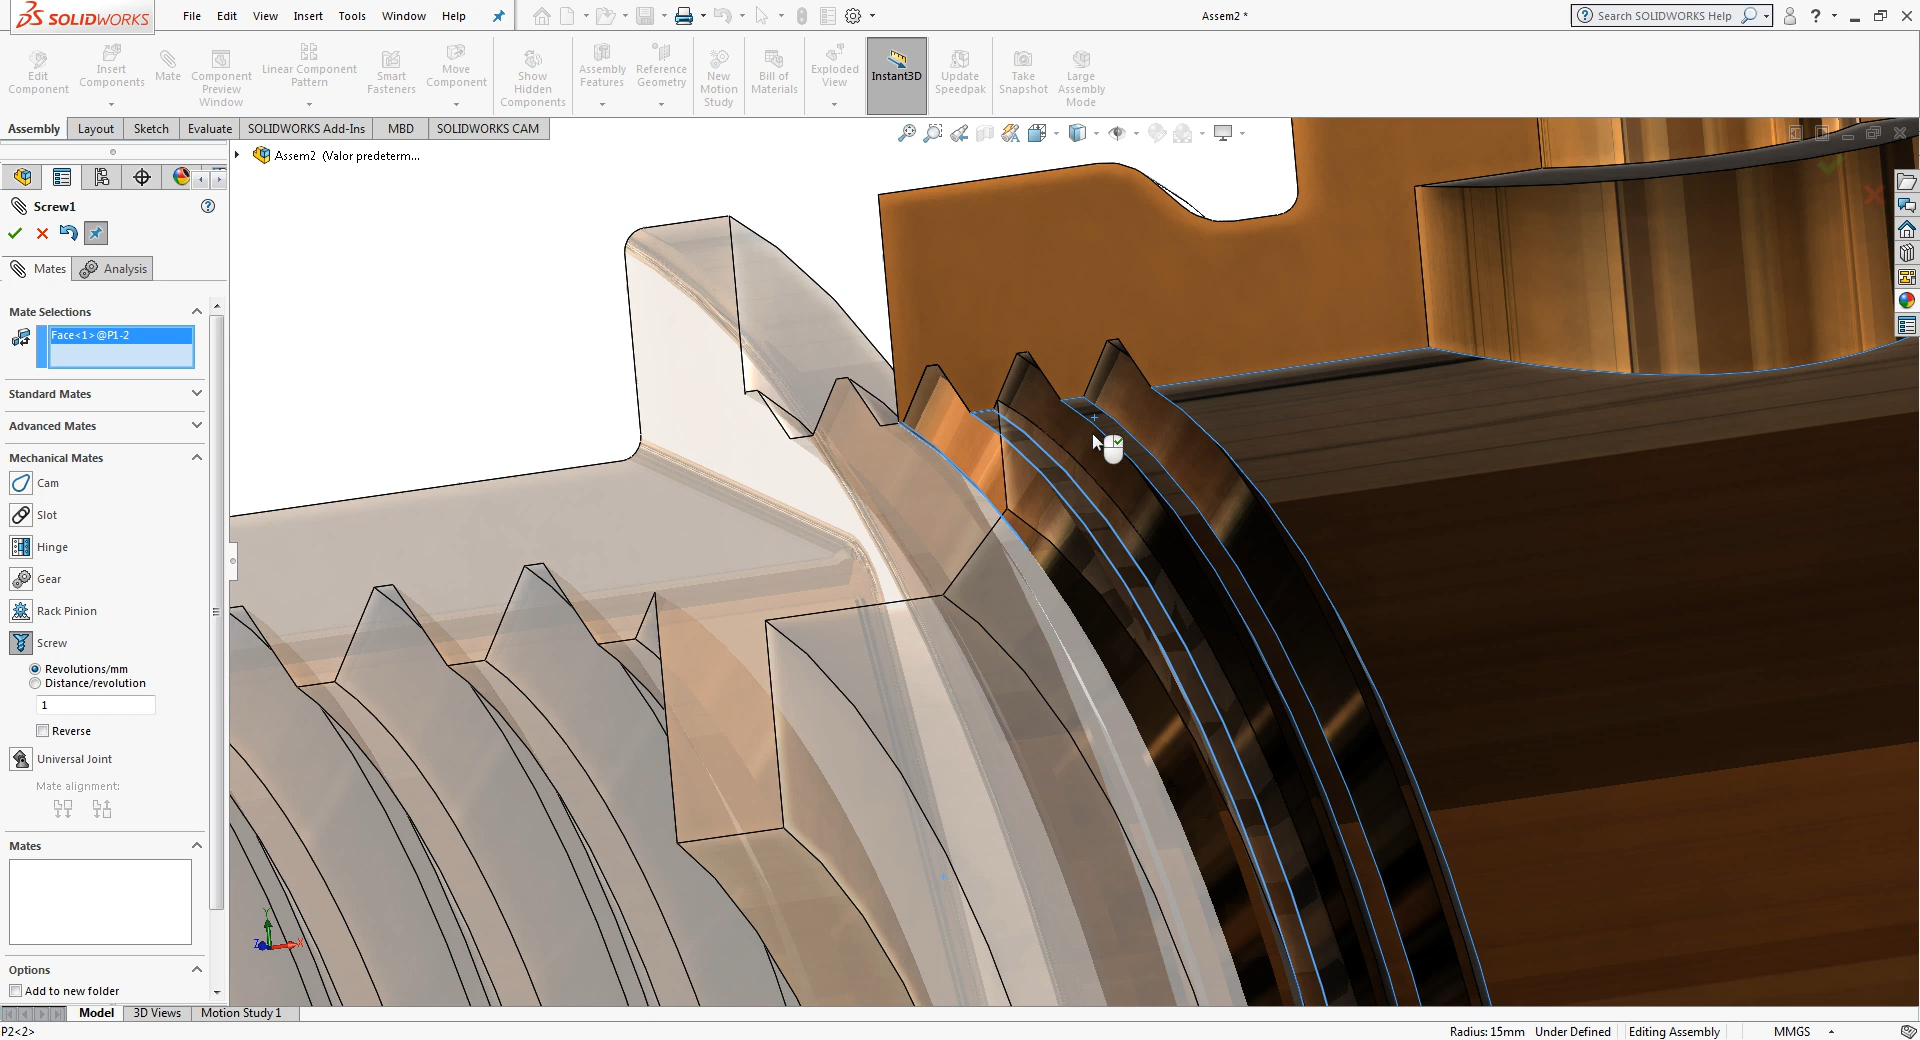 SOLIDWORKS
File Edit View Insert Tools Window Help
Assem2 *
Search SOLIDWORKS Help
Edit Component
Insert Components
Mate
Component Preview Window
Linear Component Pattern
Smart Fasteners
Move Component
Show Hidden Components
Assembly Features
Reference Geometry
New Motion Study
Bill of Materials
Exploded View
Instant3D
Update Speedpak
Take Snapshot
Large Assembly Mode
Assembly Layout Sketch Evaluate SOLIDWORKS Add-Ins MBD SOLIDWORKS CAM
Assem2 (Valor predeterm...
Screw1
Mates Analysis
Mate Selections
Face<1>@P1-2
Standard Mates
Advanced Mates
Mechanical Mates
Cam
Slot
Hinge
Gear
Rack Pinion
Screw
Revolutions/mm
Distance/revolution
1
Reverse
Universal Joint
Mate alignment:
Mates
Y
Z X
Options
Add to new folder
Model 3D Views Motion Study 1
P2<2>
Radius: 15mm Under Defined Editing Assembly MMGS